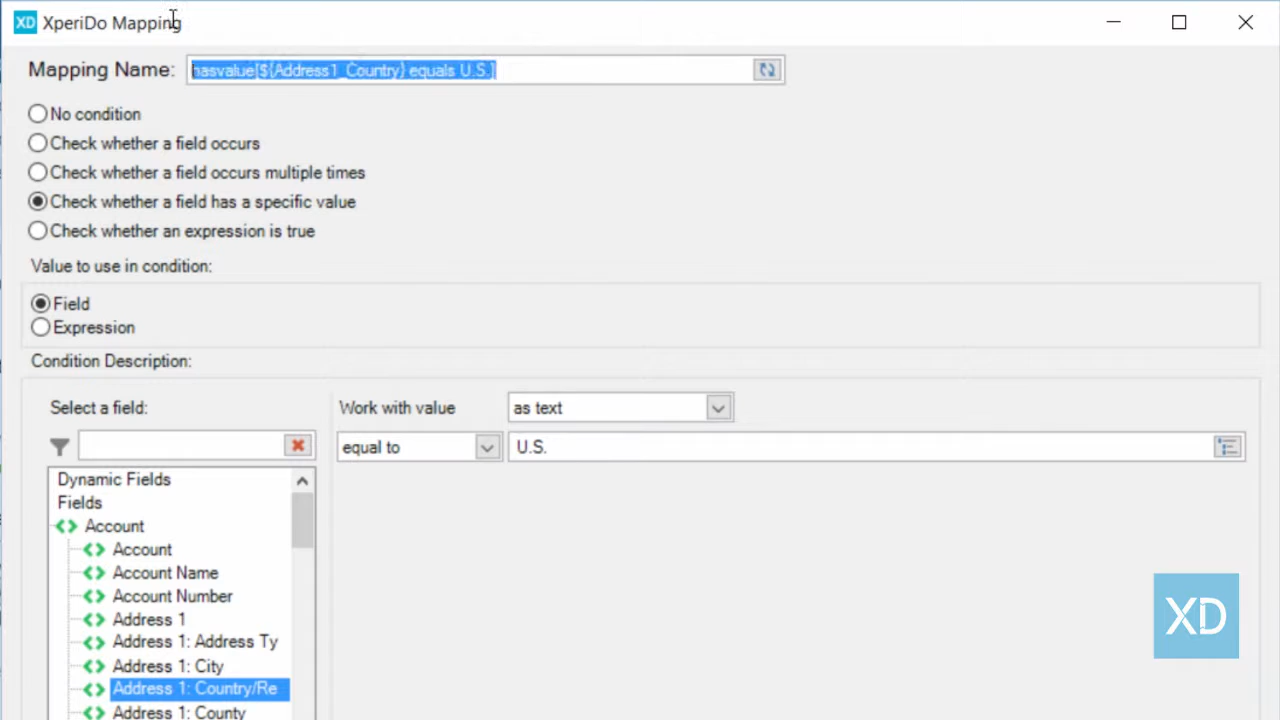 XD XperiDo Mapping
Mapping Name: hasvalue[${Address1_Country} equals U.S.]
No condition
Check whether a field occurs
Check whether a field occurs multiple times
Check whether a field has a specific value
Check whether an expression is true
Value to use in condition:
Field
Expression
Condition Description:
Select a field:
Work with value as text
equal to U.S.
Dynamic Fields
Fields
Account
Account
Account Name
Account Number
Address 1
Address 1: Address Ty
Address 1: City
Address 1: Country/Re
Address 1: County
XD